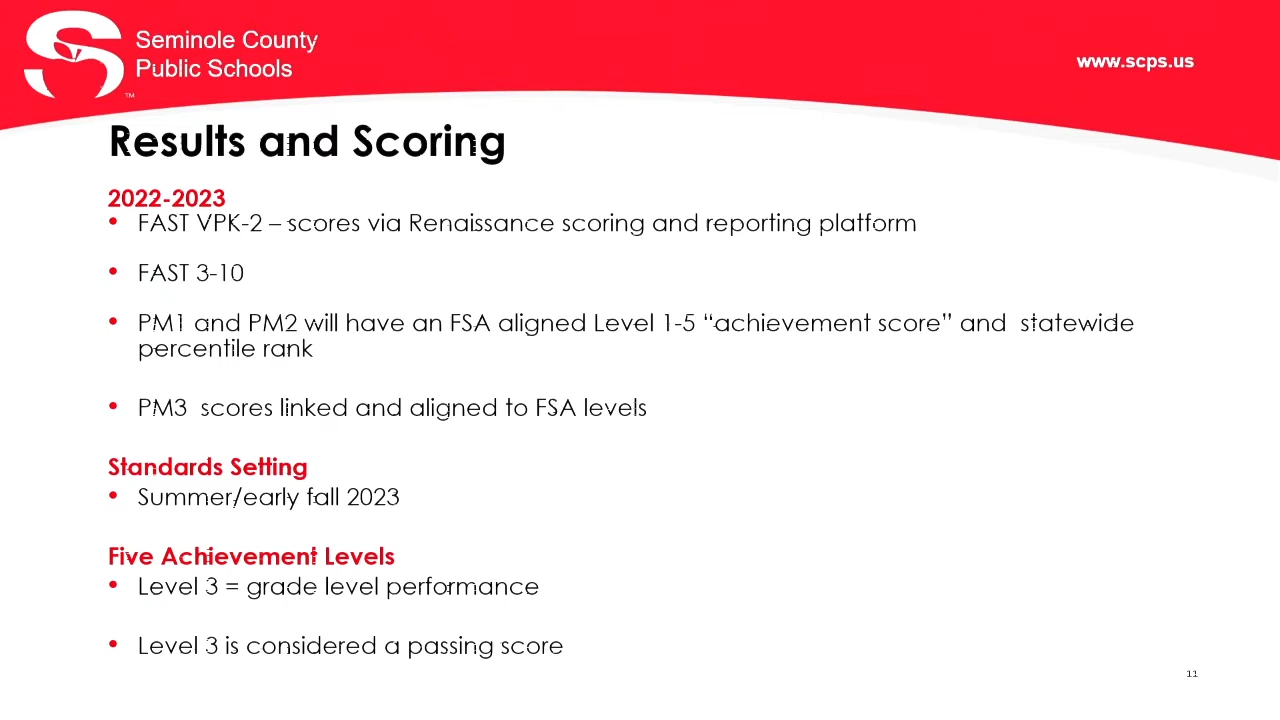 Seminole County
Public Schools
™
www.scps.us
Results and Scoring
2022-2023
• FAST VPK-2 – scores via Renaissance scoring and reporting platform
• FAST 3-10
• PM1 and PM2 will have an FSA aligned Level 1-5 “achievement score” and  statewide
percentile rank
• PM3  scores linked and aligned to FSA levels
Standards Setting
• Summer/early fall 2023
Five Achievement Levels
• Level 3 = grade level performance
• Level 3 is considered a passing score
11